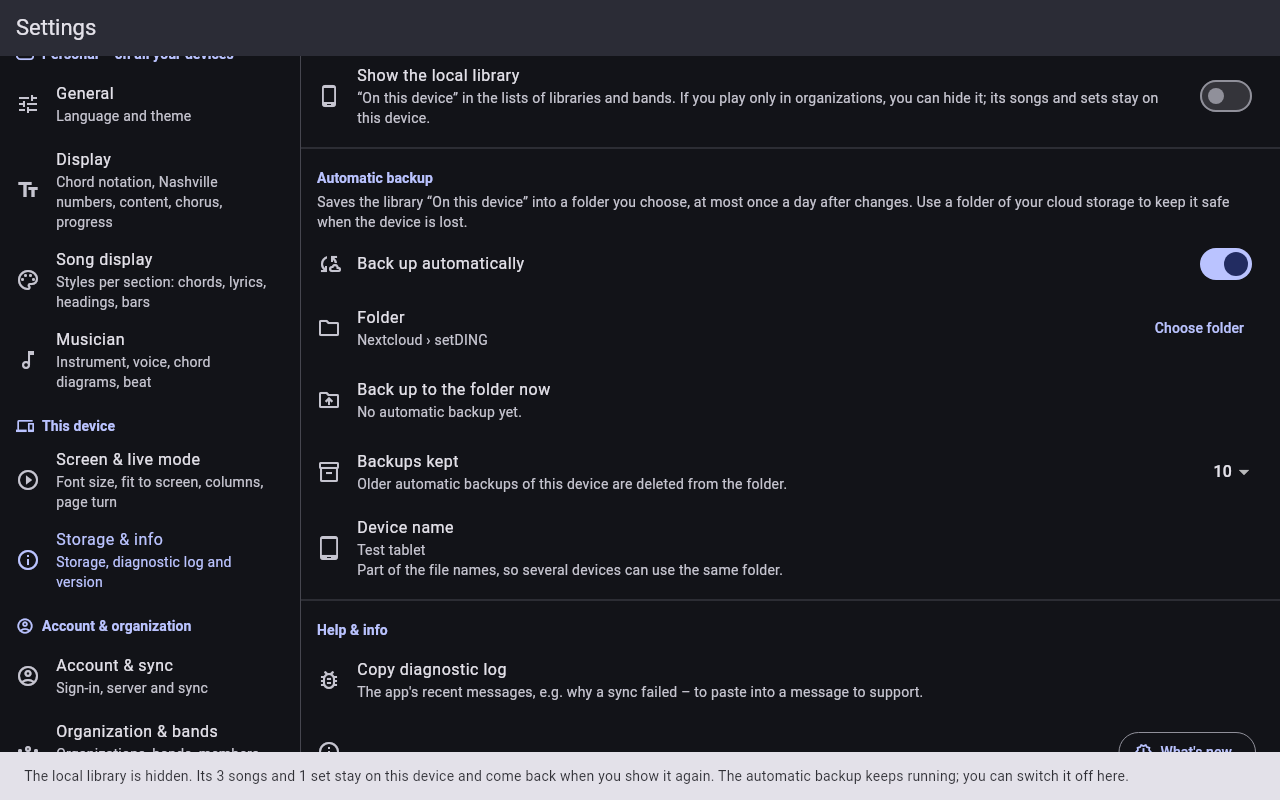 Settings
Personal – on all your devices
General
Language and theme
Display
Chord notation, Nashville
numbers, content, chorus,
progress
Song display
Styles per section: chords, lyrics,
headings, bars
Musician
Instrument, voice, chord
diagrams, beat
This device
Screen & live mode
Font size, fit to screen, columns,
page turn
Storage & info
Storage, diagnostic log and
version
Account & organization
Account & sync
Sign-in, server and sync
Organization & bands
Organizations, bands, members
Show the local library
“On this device” in the lists of libraries and bands. If you play only in organizations, you can hide it; its songs and sets stay on
this device.
Automatic backup
Saves the library “On this device” into a folder you choose, at most once a day after changes. Use a folder of your cloud storage to keep it safe
when the device is lost.
Back up automatically
Folder
Nextcloud › setDING
Choose folder
Back up to the folder now
No automatic backup yet.
Backups kept
Older automatic backups of this device are deleted from the folder.
10
Device name
Test tablet
Part of the file names, so several devices can use the same folder.
Help & info
Copy diagnostic log
The app's recent messages, e.g. why a sync failed – to paste into a message to support.
What's new
The local library is hidden. Its 3 songs and 1 set stay on this device and come back when you show it again. The automatic backup keeps running; you can switch it off here.